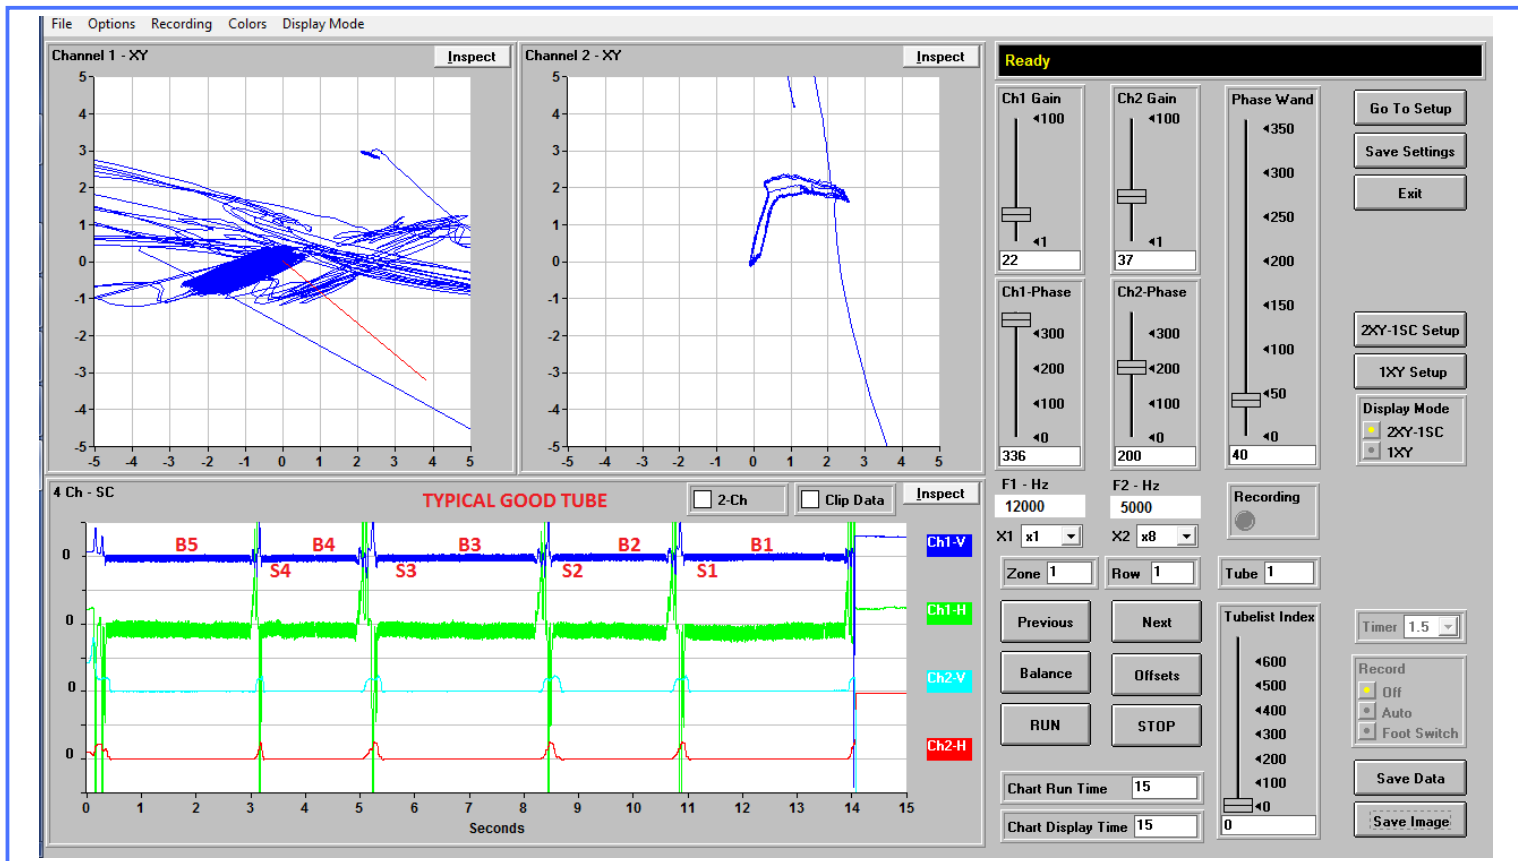 File Options Recording Colors Display Mode
Channel 1 - XY
Inspect
5
4
3
2
1
0
-1
-2
-3
-4
-5
-5 -4 -3 -2 -1 0 1 2 3 4 5
Channel 2 - XY
Inspect
5
4
3
2
1
0
-1
-2
-3
-4
-5
-5 -4 -3 -2 -1 0 1 2 3 4 5
4 Ch - SC
TYPICAL GOOD TUBE
2-Ch
Clip Data
Inspect
B5 B4 B3 B2 B1
S4 S3 S2 S1
0
0
0
0
Ch1-V
Ch1-H
Ch2-V
Ch2-H
0 1 2 3 4 5 6 7 8 9 10 11 12 13 14 15
Seconds
Ready
Ch1 Gain
100
1
22
Ch2 Gain
100
1
37
Phase Wand
350
300
250
200
150
100
50
0
40
Ch1-Phase
300
200
100
0
336
Ch2-Phase
300
200
100
0
200
F1 - Hz
12000
F2 - Hz
5000
X1 x1
X2 x8
Recording
Zone 1
Row 1
Tube 1
Previous
Next
Balance
Offsets
RUN
STOP
Chart Run Time 15
Chart Display Time 15
Tubelist Index
600
500
400
300
200
100
0
0
Go To Setup
Save Settings
Exit
2XY-1SC Setup
1XY Setup
Display Mode
2XY-1SC
1XY
Timer 1.5
Record
Off
Auto
Foot Switch
Save Data
Save Image